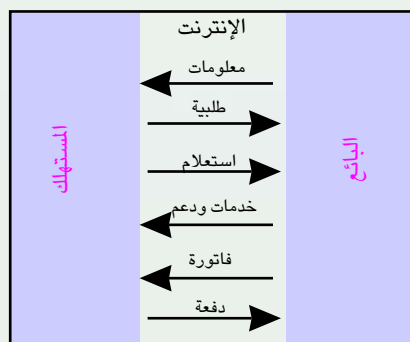 الإنترنت
معلومات
طلبية
استعلام
خدمات ودعم
فاتورة
دفعة
البائع
المستهلك